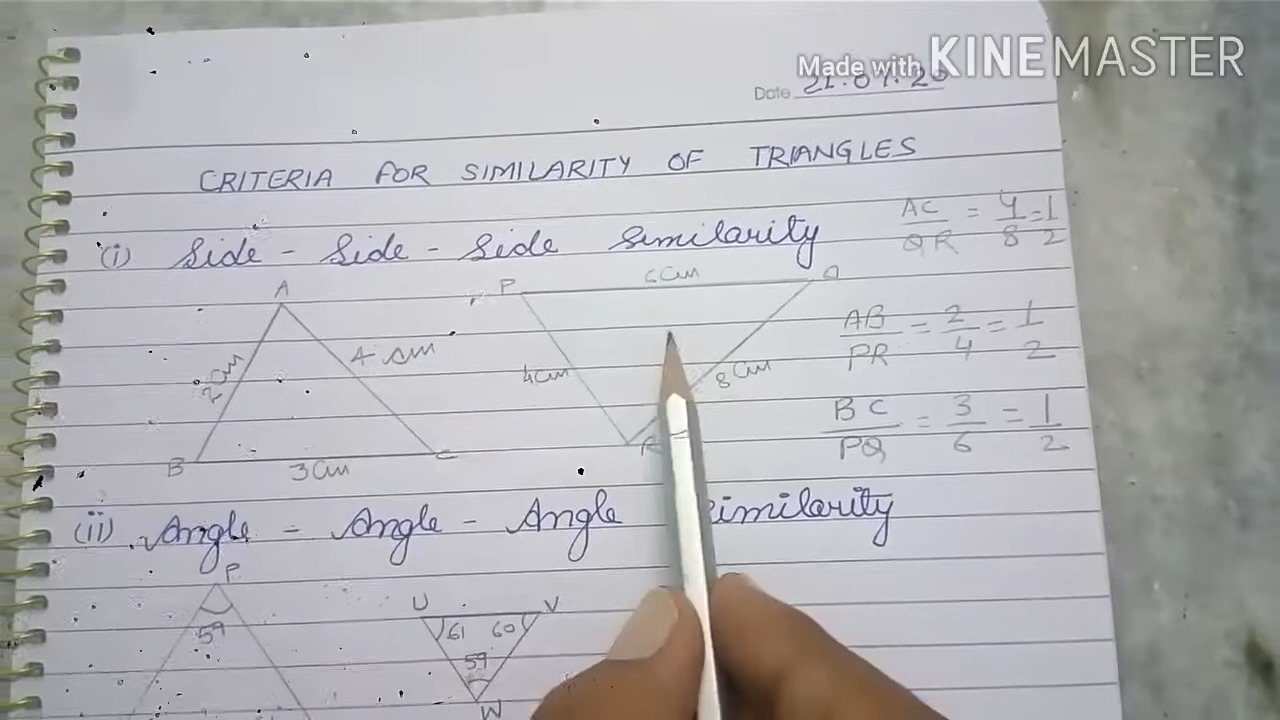 Made with KINEMASTER
Date 21.07.20
CRITERIA FOR SIMILARITY OF TRIANGLES
(i) Side - Side - Side Similarity
AC/QR = 4/8 = 1/2
A
P
6cm
Q
2cm
4 cm
4cm
8cm
AB/PR = 2/4 = 1/2
B
3cm
C
R
BC/PQ = 3/6 = 1/2
(ii) Angle - Angle - Angle Similarity
P
59
U
V
61
60
59
W